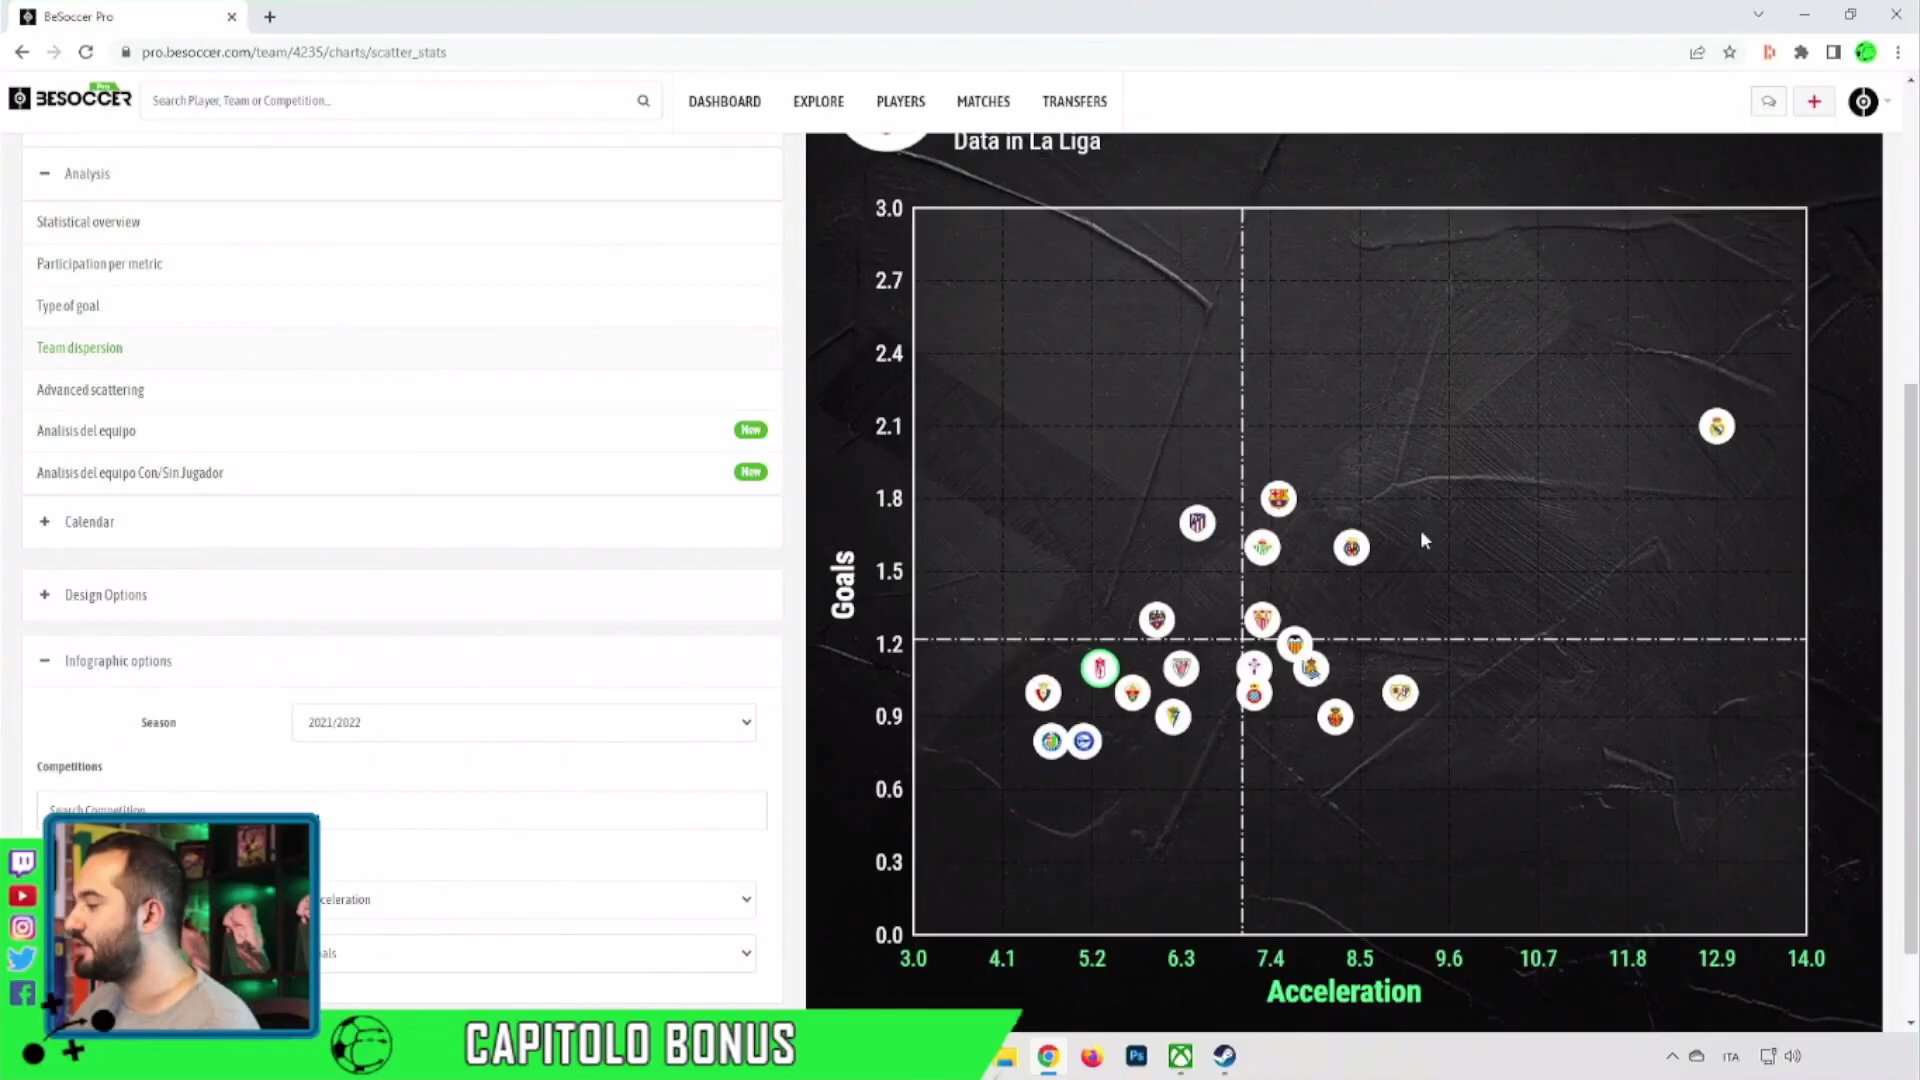 BeSoccer Pro
pro.besoccer.com/team/4235/charts/scatter_stats
BESOCCER Pro
Search Player, Team or Competition...
DASHBOARD
EXPLORE
PLAYERS
MATCHES
TRANSFERS
Data in La Liga
Analysis
Statistical overview
Participation per metric
Type of goal
Team dispersion
Advanced scattering
Analisis del equipo
New
Analisis del equipo Con/Sin Jugador
New
Calendar
Design Options
Infographic options
Season
2021/2022
Competitions
Search Competition
celeration
als
3.0
2.7
2.4
2.1
1.8
1.5
1.2
0.9
0.6
0.3
0.0
Goals
3.0 4.1 5.2 6.3 7.4 8.5 9.6 10.7 11.8 12.9 14.0
Acceleration
CAPITOLO BONUS
Ps
ITA